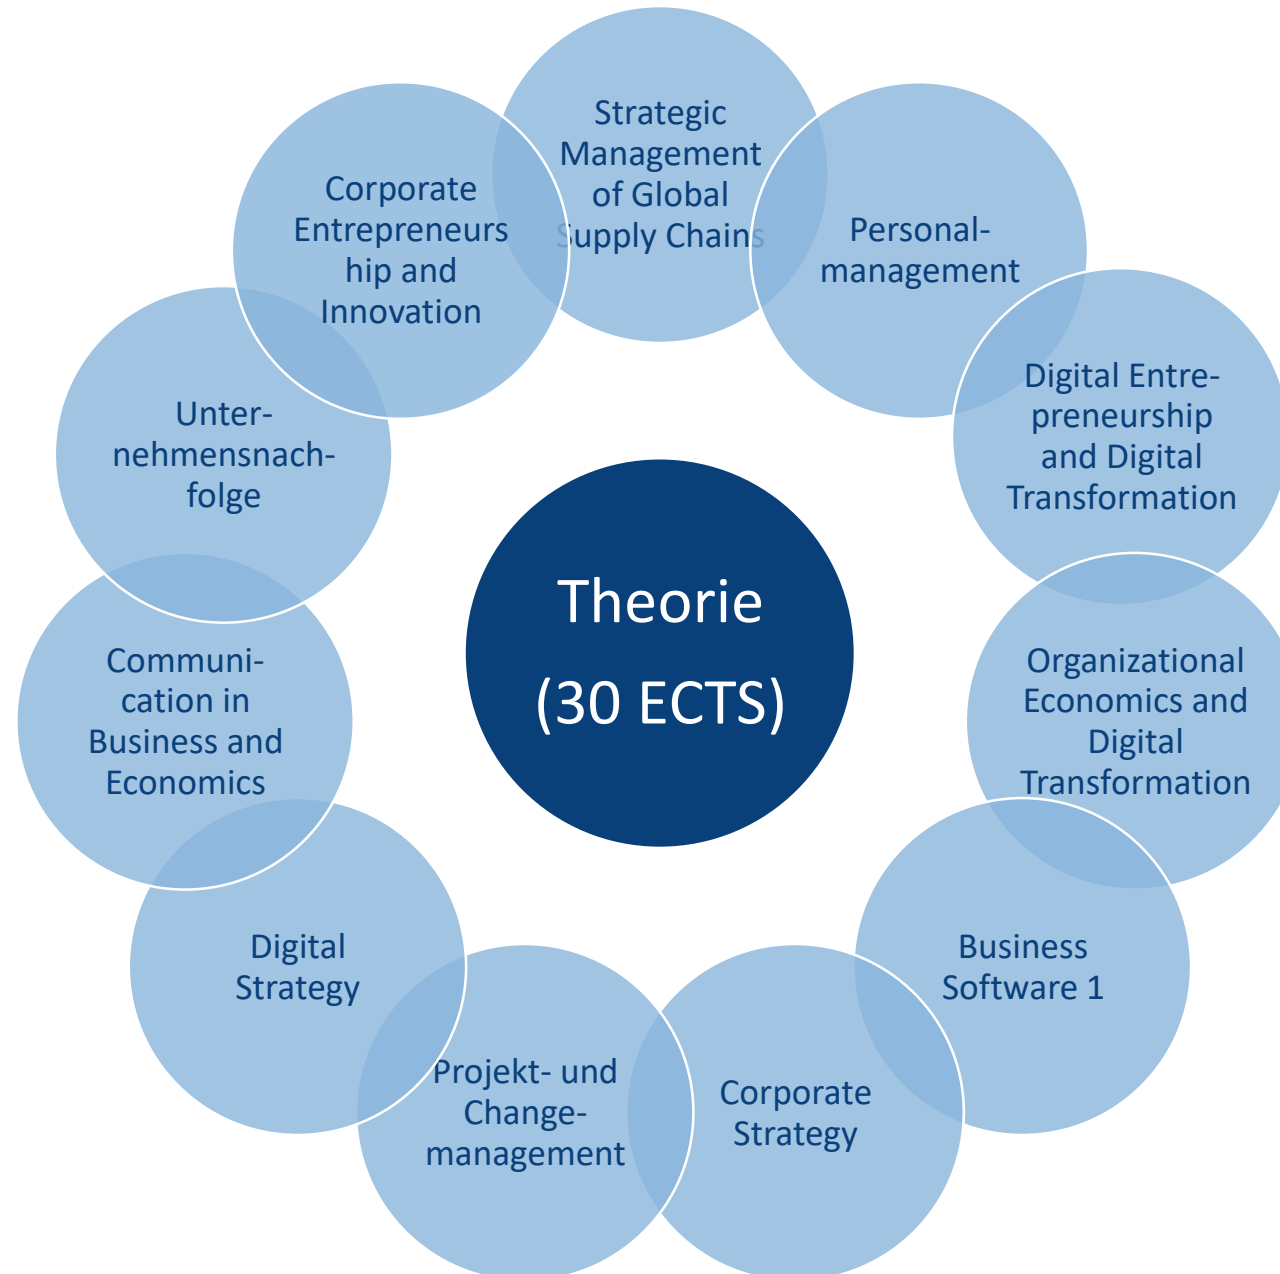 Strategic
Management
of Global
Supply Chains
Personal-
management
Digital Entre-
preneurship
and Digital
Transformation
Organizational
Economics and
Digital
Transformation
Business
Software 1
Corporate
Strategy
Projekt- und
Change-
management
Digital
Strategy
Communi-
cation in
Business and
Economics
Unter-
nehmensnach-
folge
Corporate
Entrepreneurs
hip and
Innovation
Theorie
(30 ECTS)